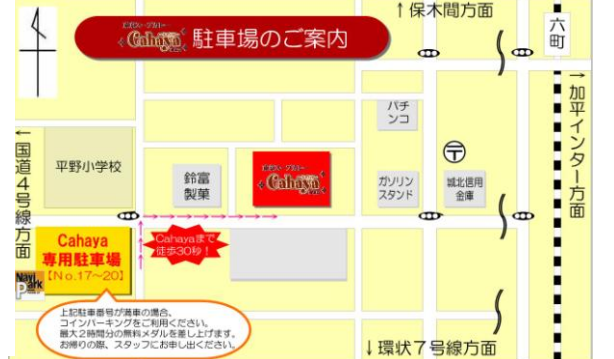 Cahaya 駐車場のご案内
↑保木間方面
六町
→加平インター方面
パチンコ
〒
←国道4号線方面
平野小学校
鈴富
製菓
Cahaya
ガソリン
スタンド
城北信用
金庫
Cahaya
専用駐車場
【No.17～20】
Cahayaまで
徒歩30秒!
Navi
Park
上記駐車番号が満車の場合、
コインパーキングをご利用ください。
最大2時間分の無料メダルを差し上げます。
お帰りの際、スタッフにお申し出ください。
↓環状7号線方面